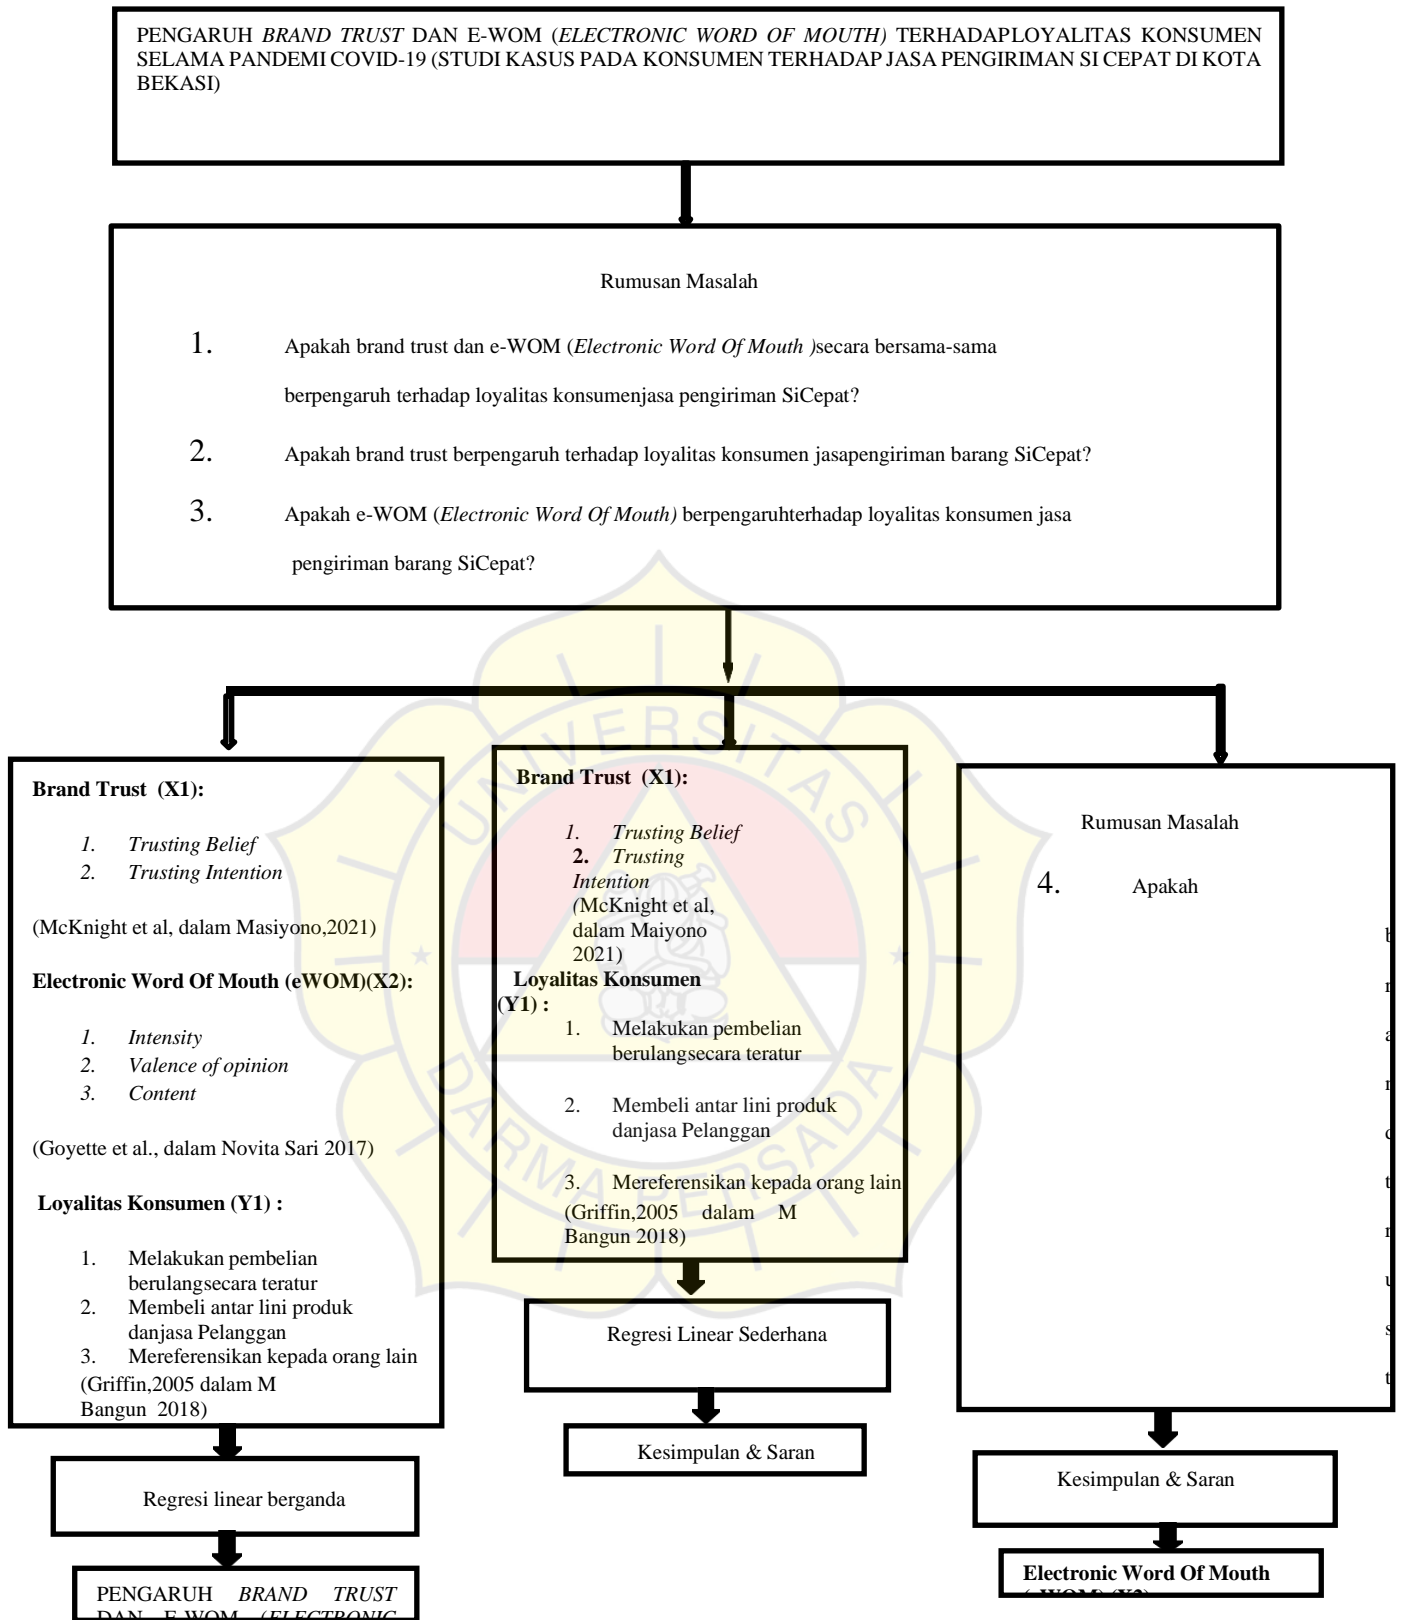 PENGARUH BRAND TRUST DAN E-WOM (ELECTRONIC WORD OF MOUTH) TERHADAPLOYALITAS KONSUMEN
SELAMA PANDEMI COVID-19 (STUDI KASUS PADA KONSUMEN TERHADAP JASA PENGIRIMAN SI CEPAT DI KOTA
BEKASI)
Rumusan Masalah
1. Apakah brand trust dan e-WOM (Electronic Word Of Mouth )secara bersama-sama
berpengaruh terhadap loyalitas konsumenjasa pengiriman SiCepat?
2. Apakah brand trust berpengaruh terhadap loyalitas konsumen jasapengiriman barang SiCepat?
3. Apakah e-WOM (Electronic Word Of Mouth) berpengaruhterhadap loyalitas konsumen jasa
pengiriman barang SiCepat?
Brand Trust (X1):
1. Trusting Belief
2. Trusting Intention
(McKnight et al, dalam Masiyono,2021)
Electronic Word Of Mouth (eWOM)(X2):
1. Intensity
2. Valence of opinion
3. Content
(Goyette et al., dalam Novita Sari 2017)
Loyalitas Konsumen (Y1) :
1. Melakukan pembelian
berulangsecara teratur
2. Membeli antar lini produk
danjasa Pelanggan
3. Mereferensikan kepada orang lain
(Griffin,2005 dalam M
Bangun 2018)
Regresi linear berganda
PENGARUH BRAND TRUST
DAN E-WOM (ELECTRONIC
Brand Trust (X1):
1. Trusting Belief
2. Trusting
Intention
(McKnight et al,
dalam Maiyono
2021)
Loyalitas Konsumen
(Y1) :
1. Melakukan pembelian
berulangsecara teratur
2. Membeli antar lini produk
danjasa Pelanggan
3. Mereferensikan kepada orang lain
(Griffin,2005 dalam M
Bangun 2018)
Regresi Linear Sederhana
Kesimpulan & Saran
Rumusan Masalah
4. Apakah
Kesimpulan & Saran
Electronic Word Of Mouth
UNIVERSITAS
DARMA PERSADA